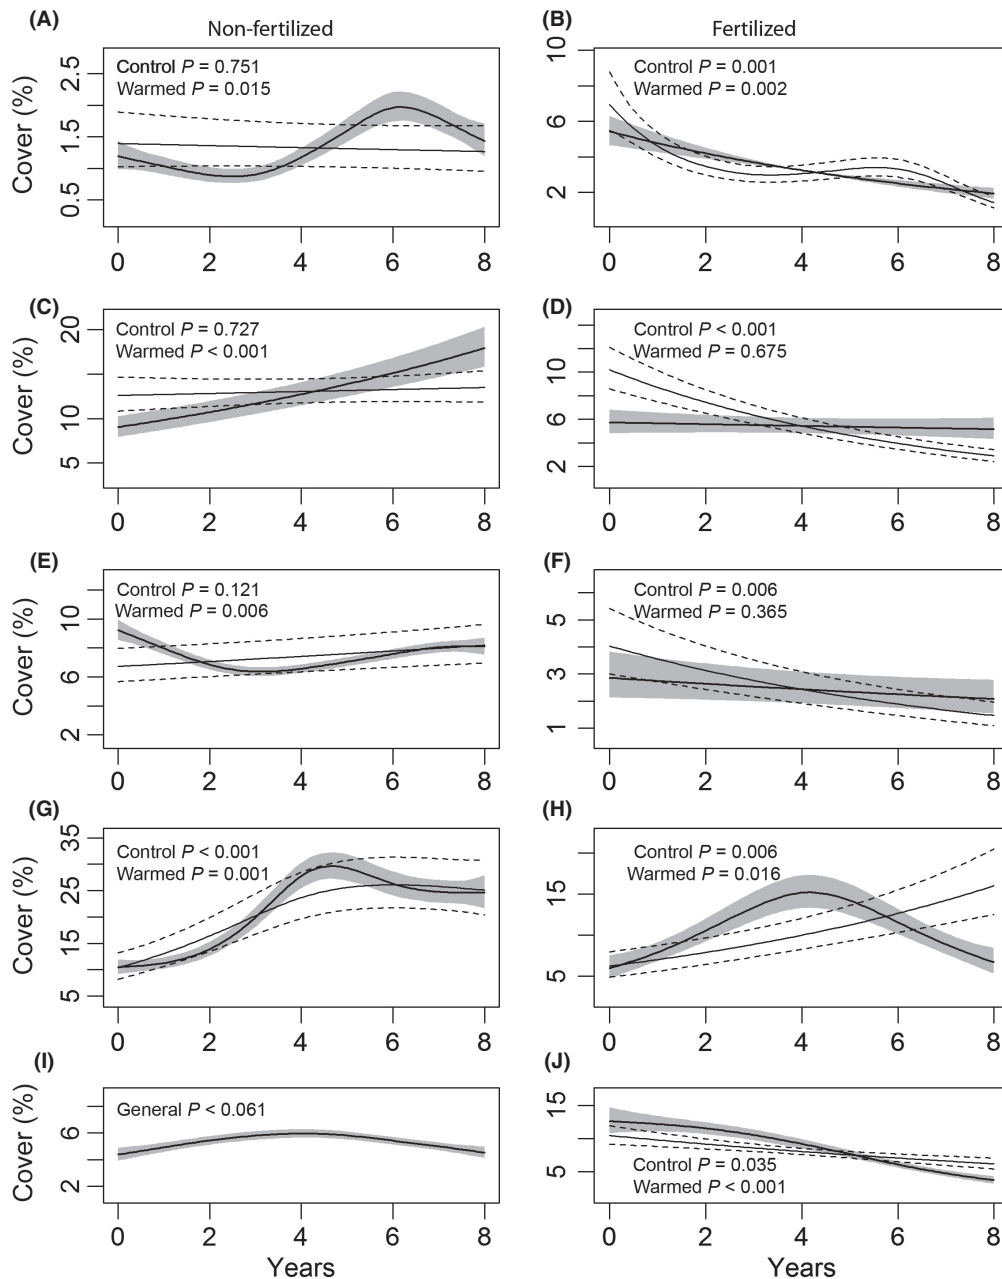 (A) Non-fertilized (B) Fertilized
Control P = 0.751
Warmed P = 0.015
Cover (%)
0.5 1.5 2.5
0 2 4 6 8
Control P = 0.001
Warmed P = 0.002
2 6 10
0 2 4 6 8
(C) (D)
Control P = 0.727
Warmed P < 0.001
Cover (%)
5 10 20
0 2 4 6 8
Control P < 0.001
Warmed P = 0.675
2 6 10
0 2 4 6 8
(E) (F)
Control P = 0.121
Warmed P = 0.006
Cover (%)
2 6 10
0 2 4 6 8
Control P = 0.006
Warmed P = 0.365
1 3 5
0 2 4 6 8
(G) (H)
Control P < 0.001
Warmed P = 0.001
Cover (%)
5 15 25 35
0 2 4 6 8
Control P = 0.006
Warmed P = 0.016
5 15
0 2 4 6 8
(I) (J)
General P < 0.061
Cover (%)
2 6
0 2 4 6 8
Years
Control P = 0.035
Warmed P < 0.001
5 15
0 2 4 6 8
Years